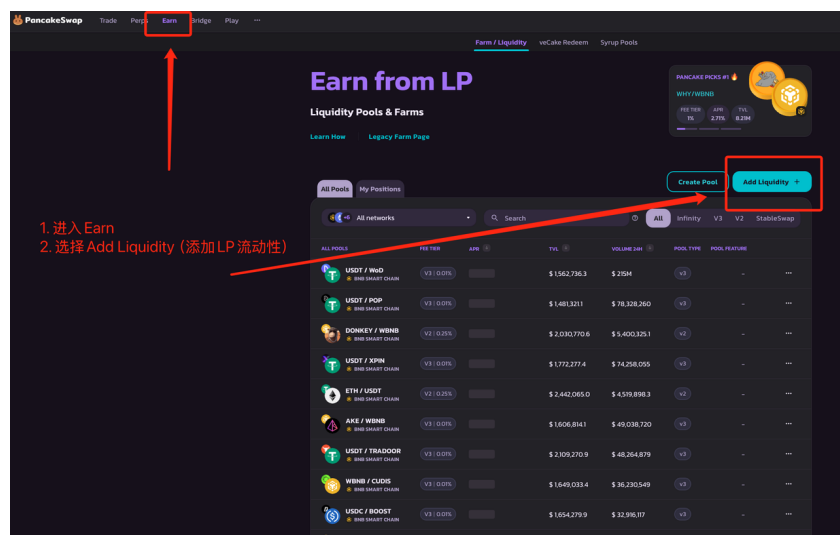 PancakeSwap Trade Perps Earn Bridge Play ...
Farm / Liquidity veCake Redeem Syrup Pools
Earn from LP
Liquidity Pools & Farms
Learn How Legacy Farm Page
PANCAKE PICKS #1
WHY/WBNB
FEE TIER APR TVL
1% 2.71% 8.21M
Create Pool Add Liquidity +
All Pools My Positions
+6 All networks Search All Infinity V3 V2 StableSwap
1. 进入 Earn
2. 选择 Add Liquidity (添加 LP 流动性)
ALL POOLS FEE TIER APR TVL VOLUME 24H POOL TYPE POOL FEATURE
USDT / WoD V3 | 0.01% $ 1,562,736.3 $ 215M v3 – ...
BNB SMART CHAIN
USDT / POP V3 | 0.01% $ 1,481,321.1 $ 78,328,260 v3 – ...
BNB SMART CHAIN
DONKEY / WBNB V2 | 0.25% $ 2,030,770.6 $ 5,400,325.1 v2 – ...
BNB SMART CHAIN
USDT / XPIN V3 | 0.01% $ 1,772,277.4 $ 74,258,055 v3 – ...
BNB SMART CHAIN
ETH / USDT V2 | 0.25% $ 2,442,065.0 $ 4,519,898.3 v2 – ...
BNB SMART CHAIN
AKE / WBNB V3 | 0.01% $ 1,606,814.1 $ 49,038,720 v3 – ...
BNB SMART CHAIN
USDT / TRADOOR V3 | 0.01% $ 2,109,270.9 $ 48,264,879 v3 – ...
BNB SMART CHAIN
WBNB / CUDIS V3 | 0.01% $ 1,649,033.4 $ 36,230,549 v3 – ...
BNB SMART CHAIN
USDC / BOOST V3 | 0.01% $ 1,654,279.9 $ 32,916,117 v3 – ...
BNB SMART CHAIN